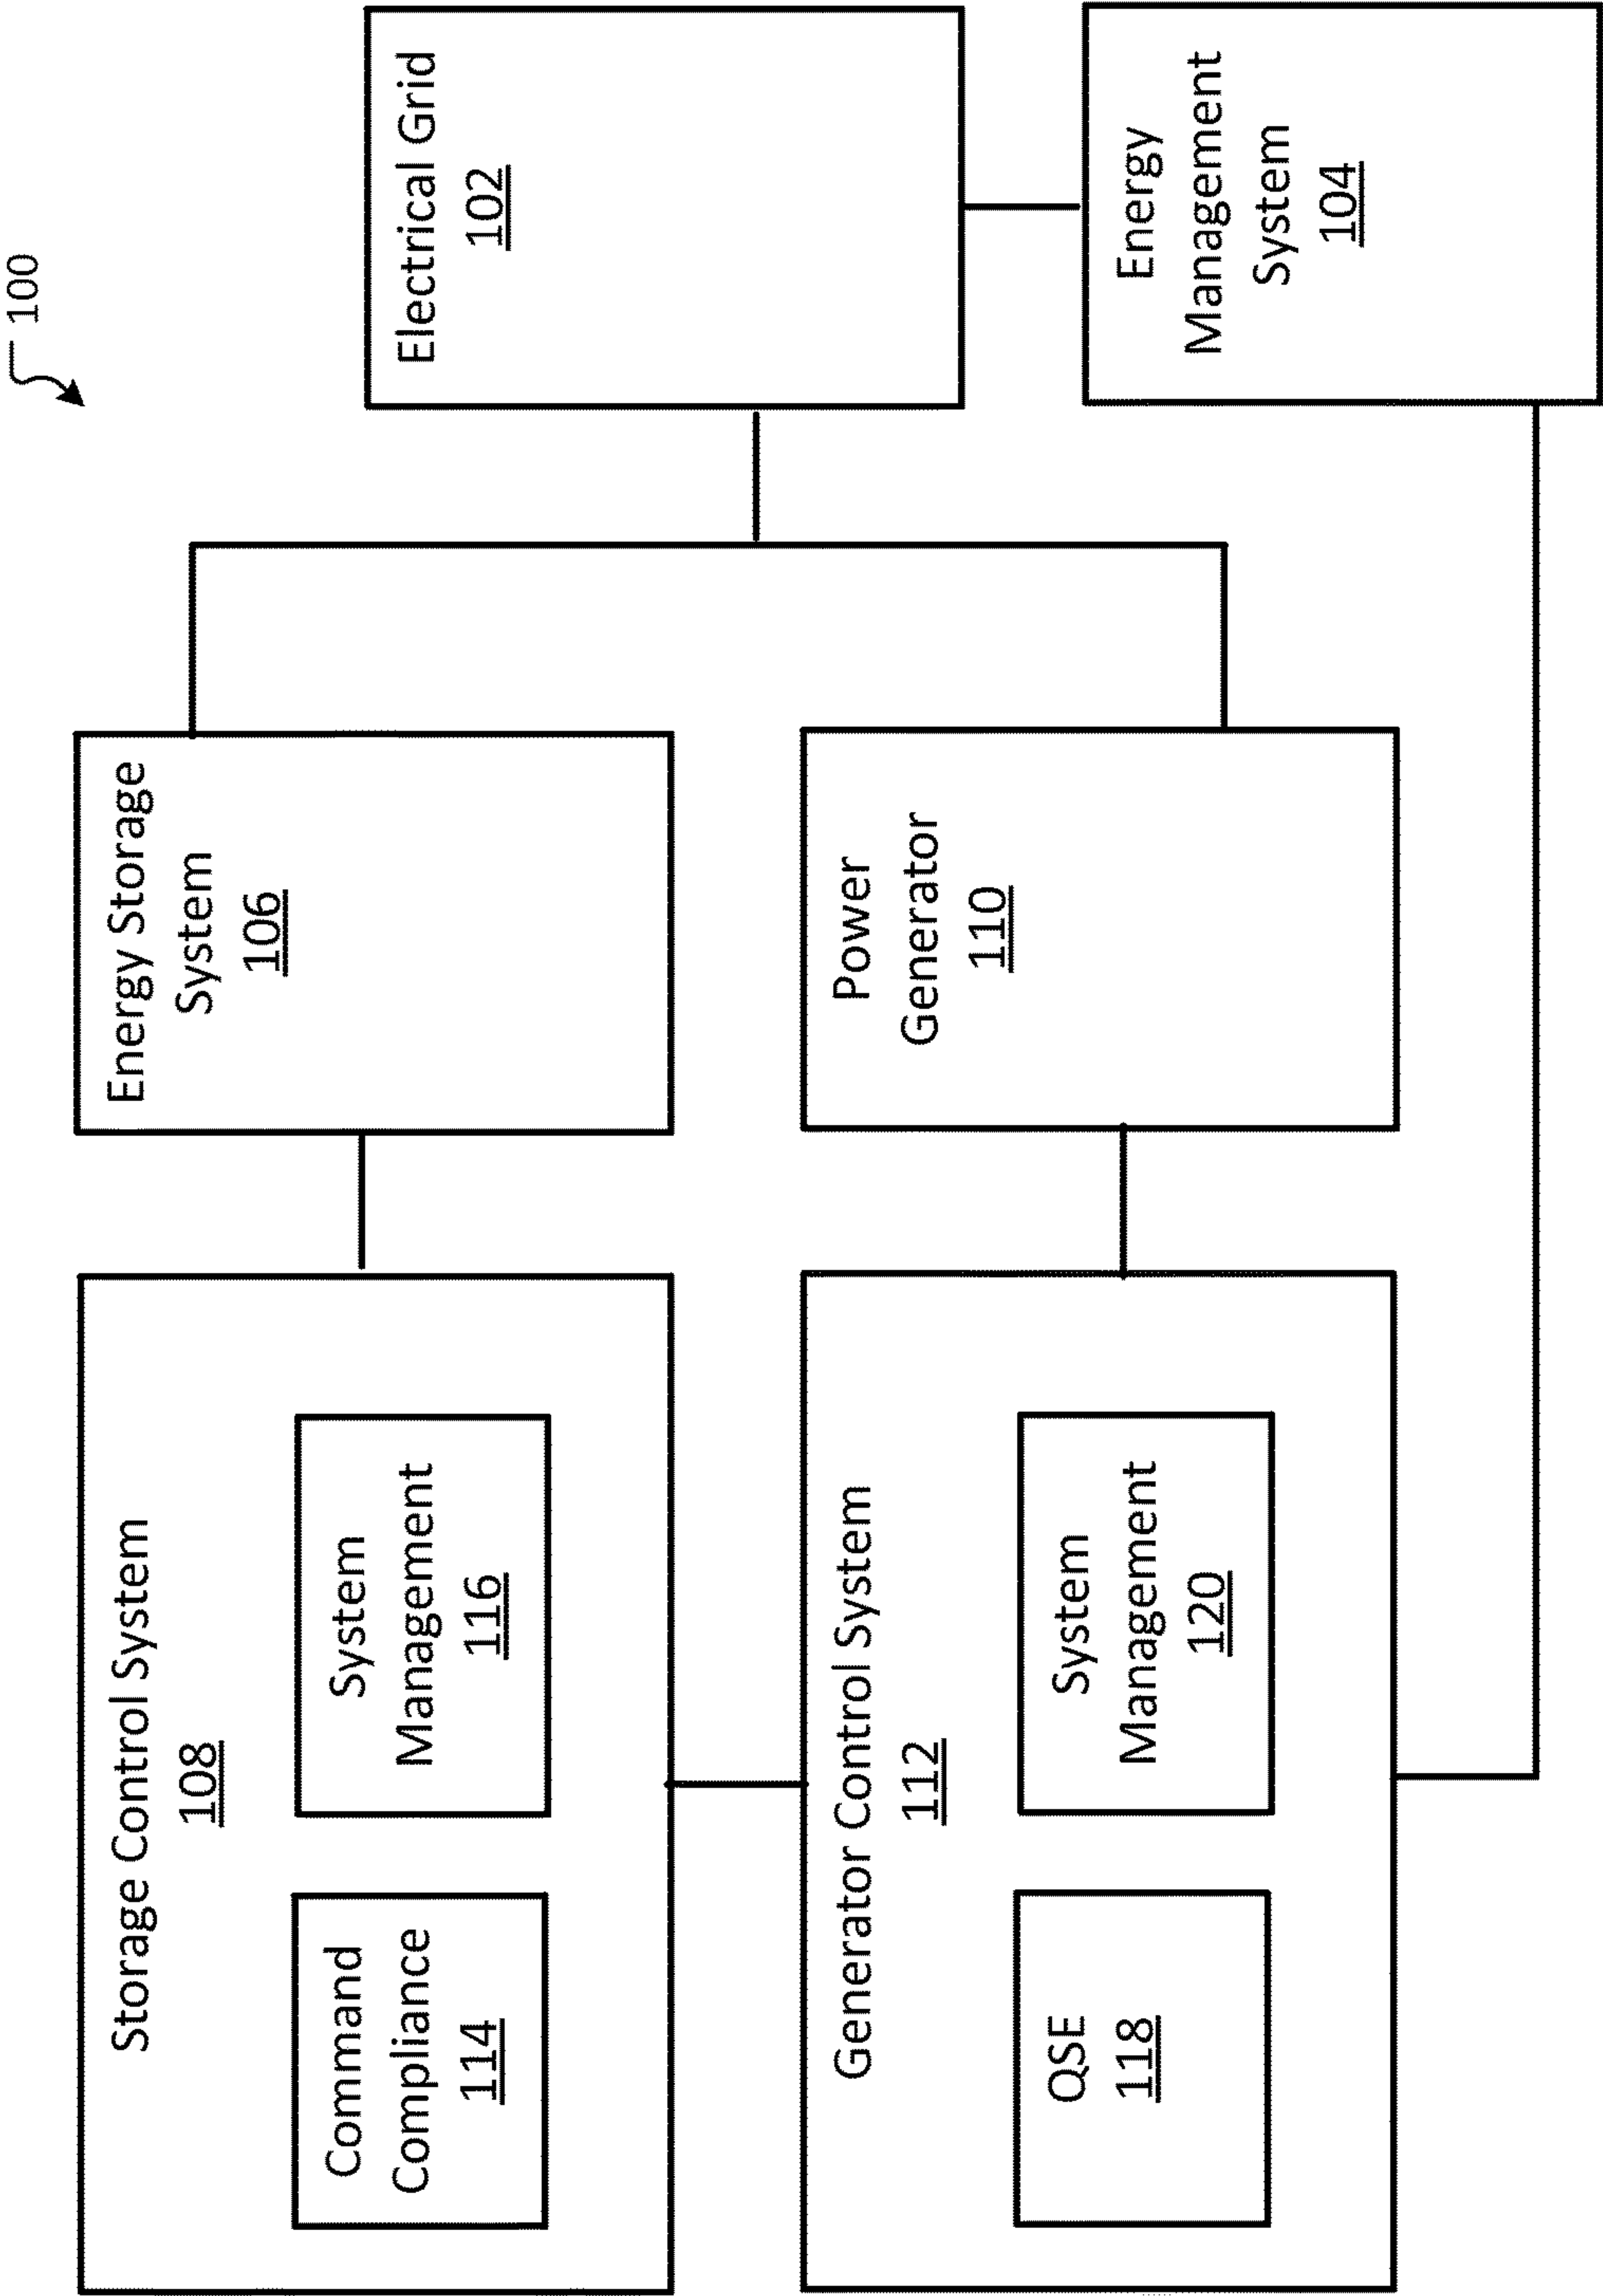 100
Storage Control System
108
Command
Compliance
114
System
Management
116
Energy Storage
System
106
Electrical Grid
102
Generator Control System
112
QSE
118
System
Management
120
Power
Generator
110
Energy
Management
System
104